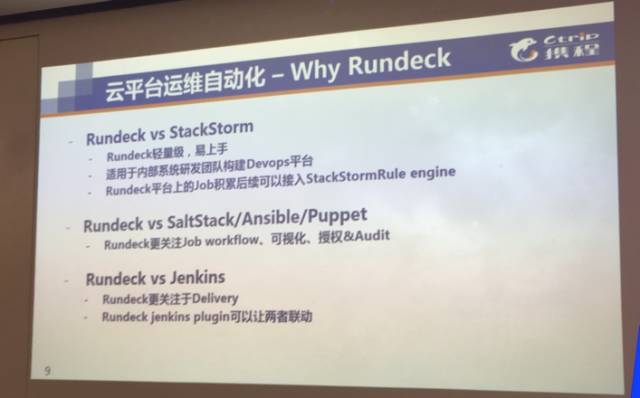 云平台运维自动化 – Why Rundeck
Ctrip
携程
- Rundeck vs StackStorm
- Rundeck轻量级，易上手
- 适用于内部系统研发团队构建Devops平台
- Rundeck平台上的Job积累后续可以接入StackStormRule engine
- Rundeck vs SaltStack/Ansible/Puppet
- Rundeck更关注Job workflow、可视化、授权&Audit
- Rundeck vs Jenkins
- Rundeck更关注于Delivery
- Rundeck jenkins plugin可以让两者联动
9